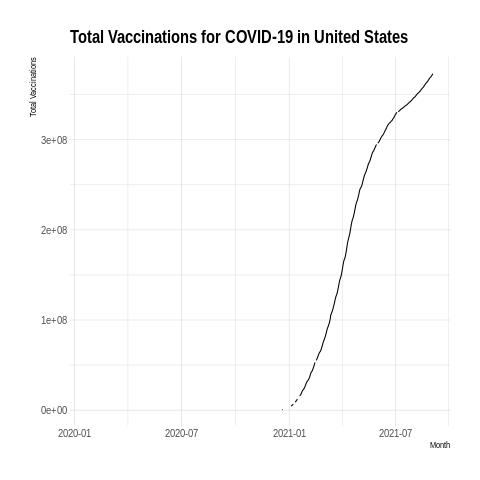 Total Vaccinations for COVID-19 in United States
Total Vaccinations
3e+08
2e+08
1e+08
0e+00
2020-01 2020-07 2021-01 2021-07
Month